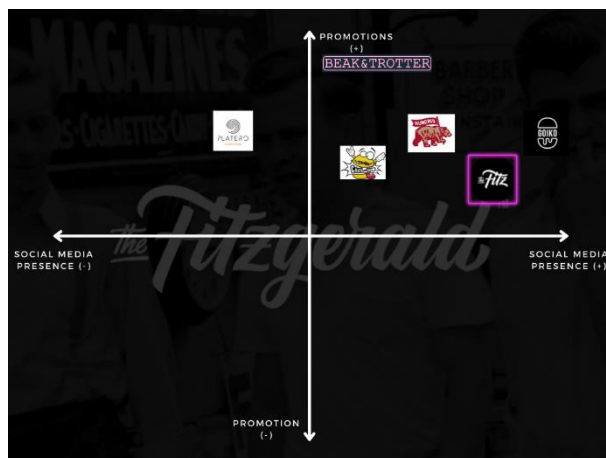 MAGAZINES
PROMOTIONS
(+)
BEAK&TROTTER
BARBER
SHOP
PLATERO
GOIKO
the Fitz
the Fitzgerald
SOCIAL MEDIA
PRESENCE (-)
SOCIAL MEDIA
PRESENCE (+)
PROMOTION
(-)